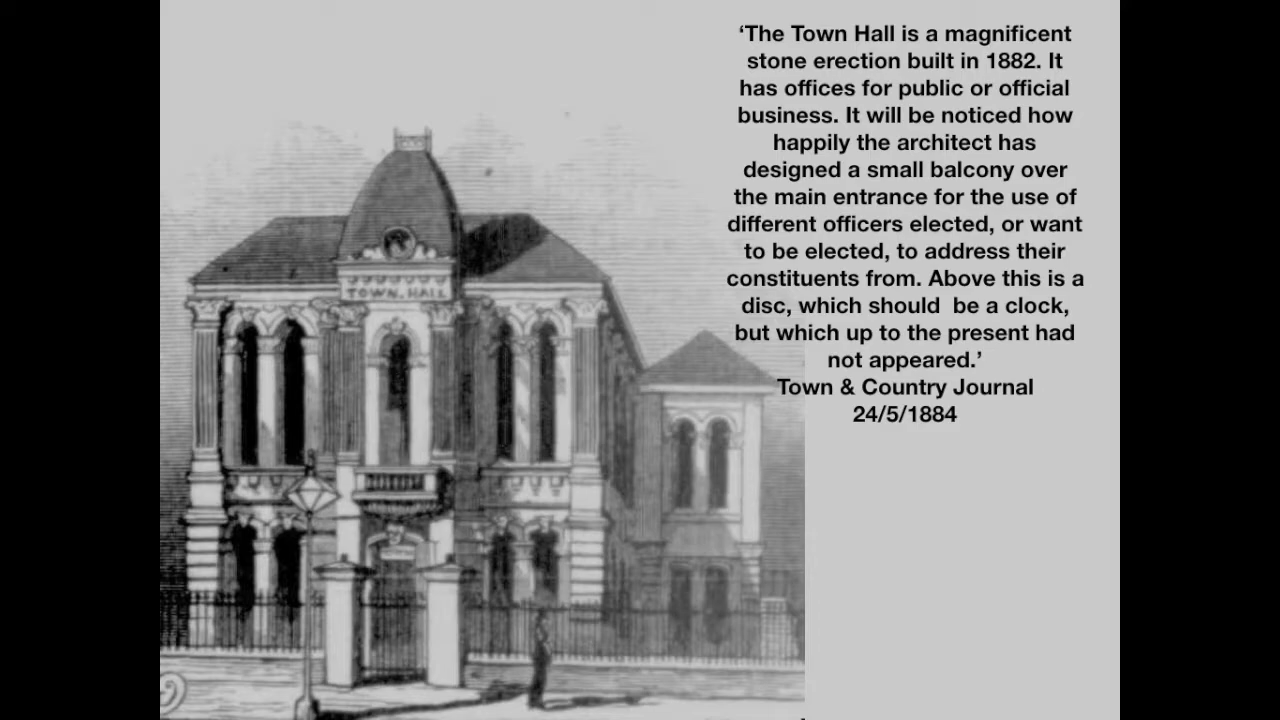 ‘The Town Hall is a magnificent
stone erection built in 1882. It
has offices for public or official
business. It will be noticed how
happily the architect has
designed a small balcony over
the main entrance for the use of
different officers elected, or want
to be elected, to address their
constituents from. Above this is a
disc, which should  be a clock,
but which up to the present had
not appeared.’
Town & Country Journal
24/5/1884
TOWN. HALL